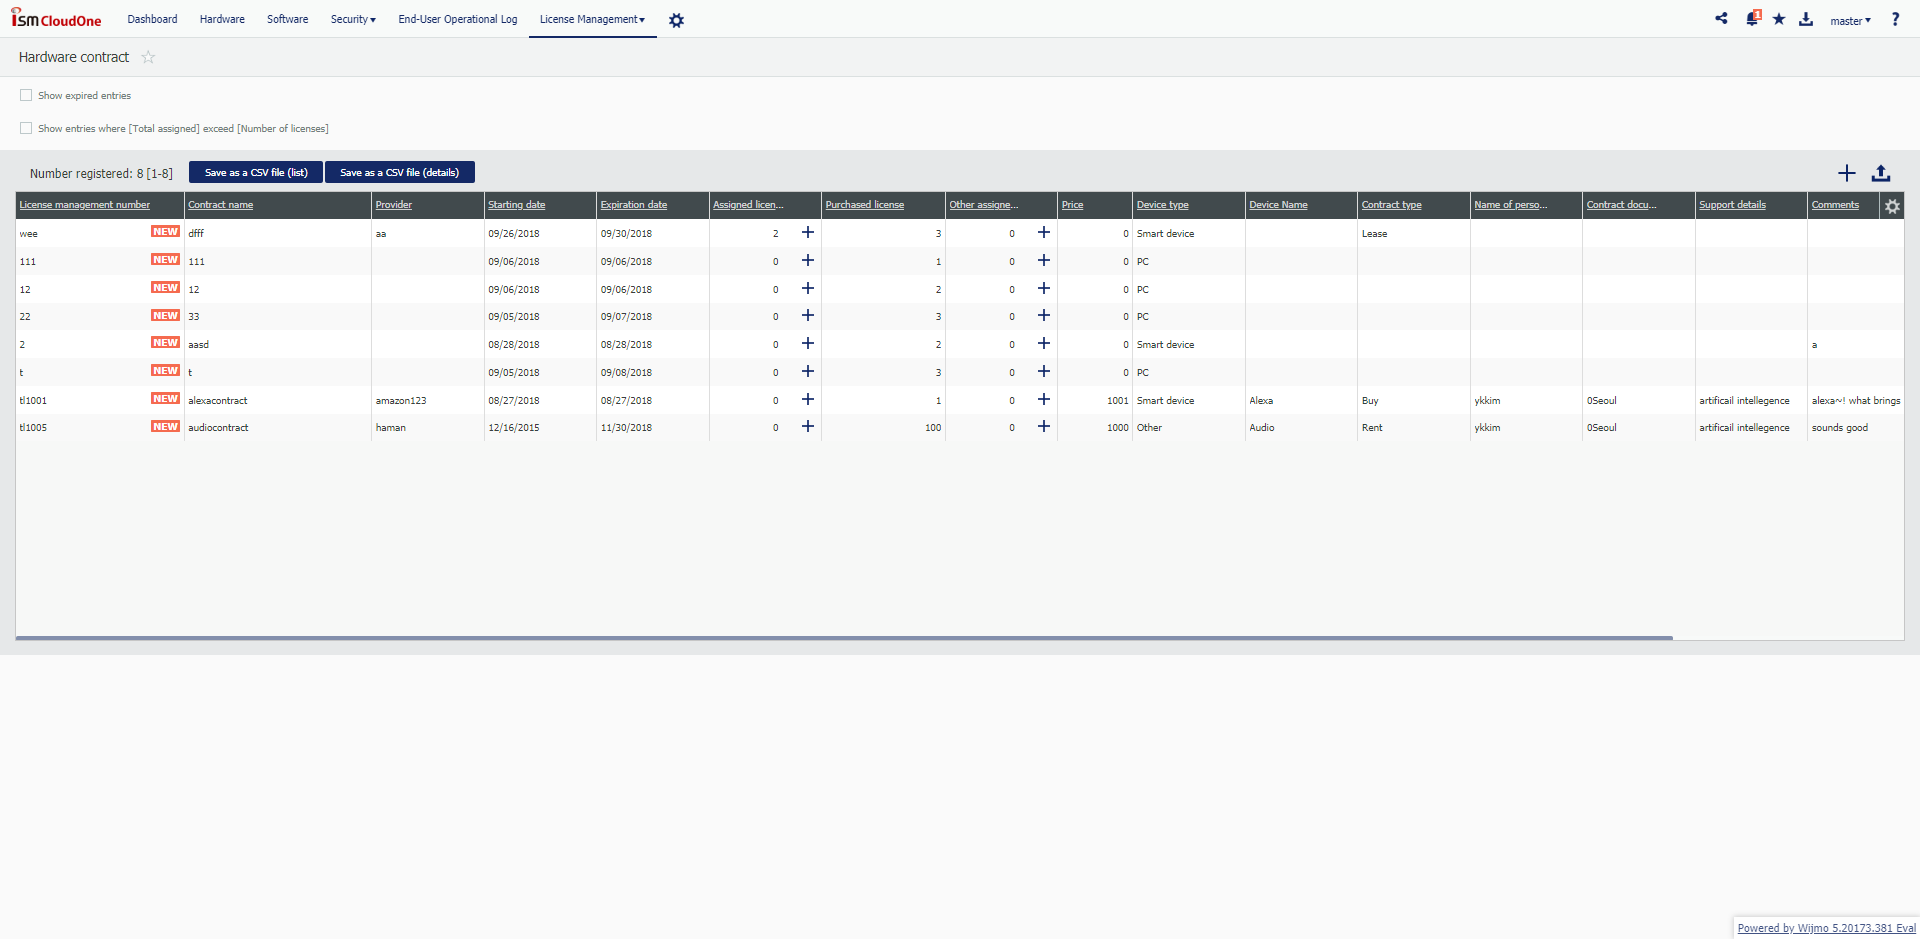 ism CloudOne Dashboard Hardware Software Security End-User Operational Log License Management 1 master ?
Hardware contract
Show expired entries
Show entries where [Total assigned] exceed [Number of licenses]
Number registered: 8 [1-8] Save as a CSV file (list) Save as a CSV file (details)
License management number Contract name Provider Starting date Expiration date Assigned licen... Purchased license Other assigne... Price Device type Device Name Contract type Name of perso... Contract docu... Support details Comments
wee NEW dfff aa 09/26/2018 09/30/2018 2 3 0 0 Smart device Lease
111 NEW 111 09/06/2018 09/06/2018 0 1 0 0 PC
12 NEW 12 09/06/2018 09/06/2018 0 2 0 0 PC
22 NEW 33 09/05/2018 09/07/2018 0 3 0 0 PC
2 NEW aasd 08/28/2018 08/28/2018 0 2 0 0 Smart device a
t NEW t 09/05/2018 09/08/2018 0 3 0 0 PC
tl1001 NEW alexacontract amazon123 08/27/2018 08/27/2018 0 1 0 1001 Smart device Alexa Buy ykkim 0Seoul artificail intellegence alexa~! what brings
tl1005 NEW audiocontract haman 12/16/2015 11/30/2018 0 100 0 1000 Other Audio Rent ykkim 0Seoul artificail intellegence sounds good
Powered by Wijmo 5.20173.381 Eval